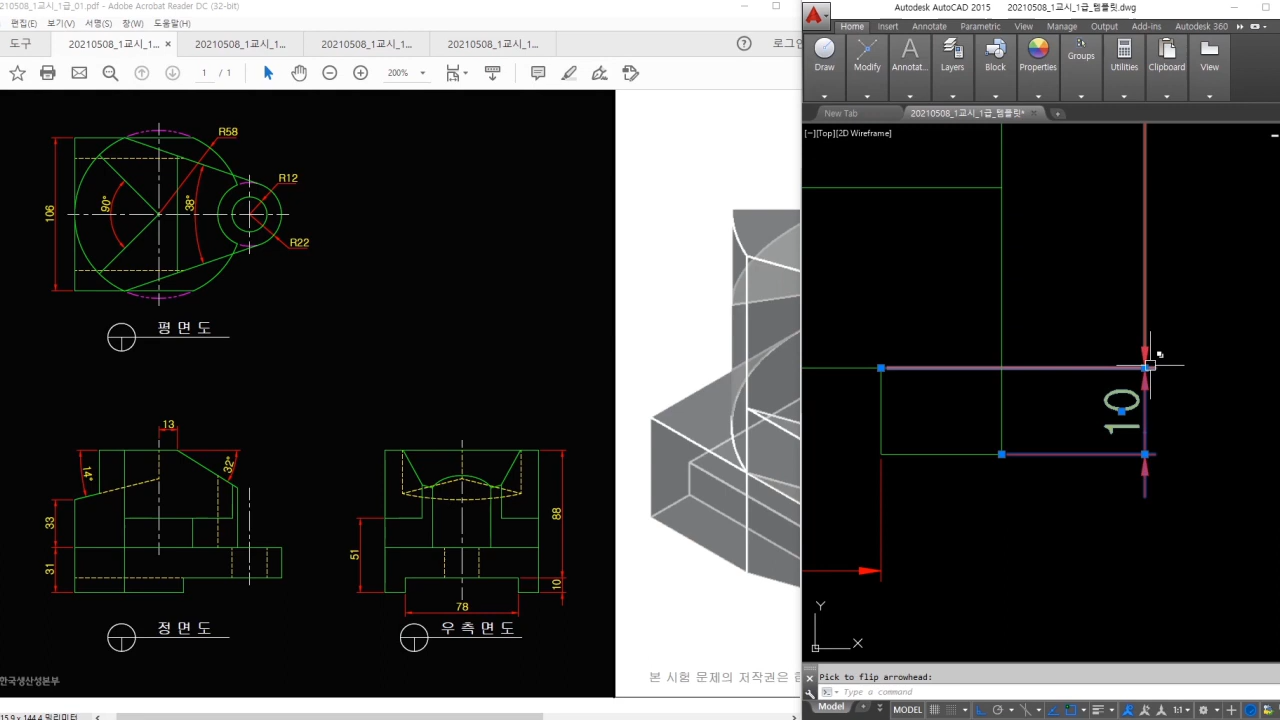 210508_1교시_1급_01.pdf - Adobe Acrobat Reader DC (32-bit)
편집(E) 보기(V) 서명(S) 창(W) 도움말(H)
도구
20210508_1교시_1... ×
20210508_1교시_1...
20210508_1교시_1...
20210508_1교시_1...
로그인
1 / 1
200%
R58
R12
106
90°
38°
R22
평 면 도
13
14°
32°
33
31
정 면 도
51
88
10
78
우 측 면 도
한국생산성본부
본 시험 문제의 저작권은
Autodesk AutoCAD 2015 20210508_1교시_1급_템플릿.dwg
Home Insert Annotate Parametric View Manage Output Add-ins Autodesk 360
Draw
Modify
Annotat...
Layers
Block
Properties
Groups
Utilities
Clipboard
View
New Tab
20210508_1교시_1급_템플릿*
[−][Top][2D Wireframe]
10
Y
X
Pick to flip arrowhead:
Type a command
Model
MODEL
1:1